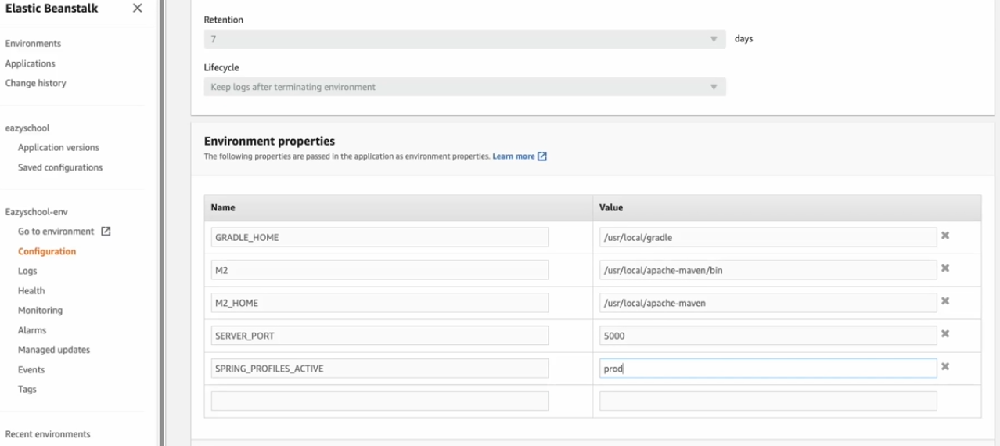 Elastic Beanstalk
Environments
Applications
Change history
eazyschool
Application versions
Saved configurations
Eazyschool-env
Go to environment
Configuration
Logs
Health
Monitoring
Alarms
Managed updates
Events
Tags
Recent environments
Retention
7 days
Lifecycle
Keep logs after terminating environment
Environment properties
The following properties are passed in the application as environment properties. Learn more
Name Value
GRADLE_HOME /usr/local/gradle
M2 /usr/local/apache-maven/bin
M2_HOME /usr/local/apache-maven
SERVER_PORT 5000
SPRING_PROFILES_ACTIVE prod